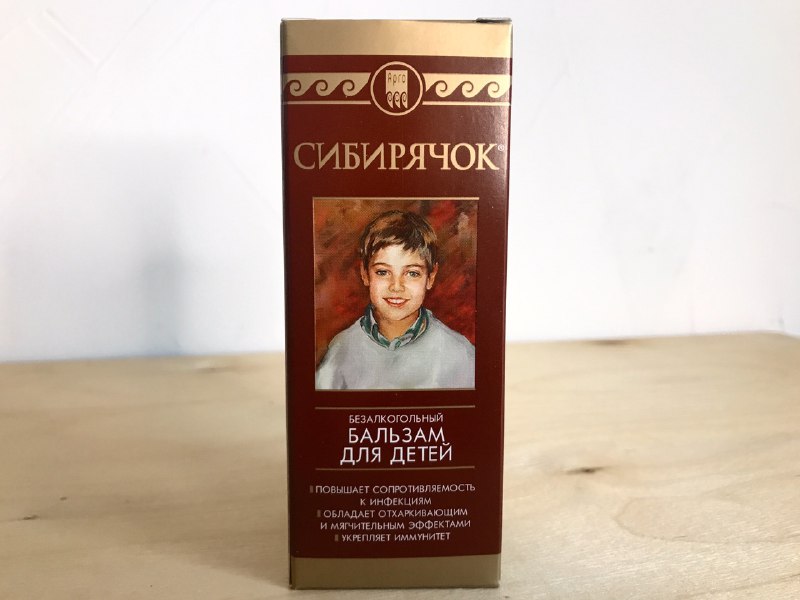 Арго
СИБИРЯЧОК®
БЕЗАЛКОГОЛЬНЫЙ
БАЛЬЗАМ
ДЛЯ ДЕТЕЙ
ПОВЫШАЕТ СОПРОТИВЛЯЕМОСТЬ
К ИНФЕКЦИЯМ
ОБЛАДАЕТ ОТХАРКИВАЮЩИМ
И МЯГЧИТЕЛЬНЫМ ЭФФЕКТАМИ
УКРЕПЛЯЕТ ИММУНИТЕТ